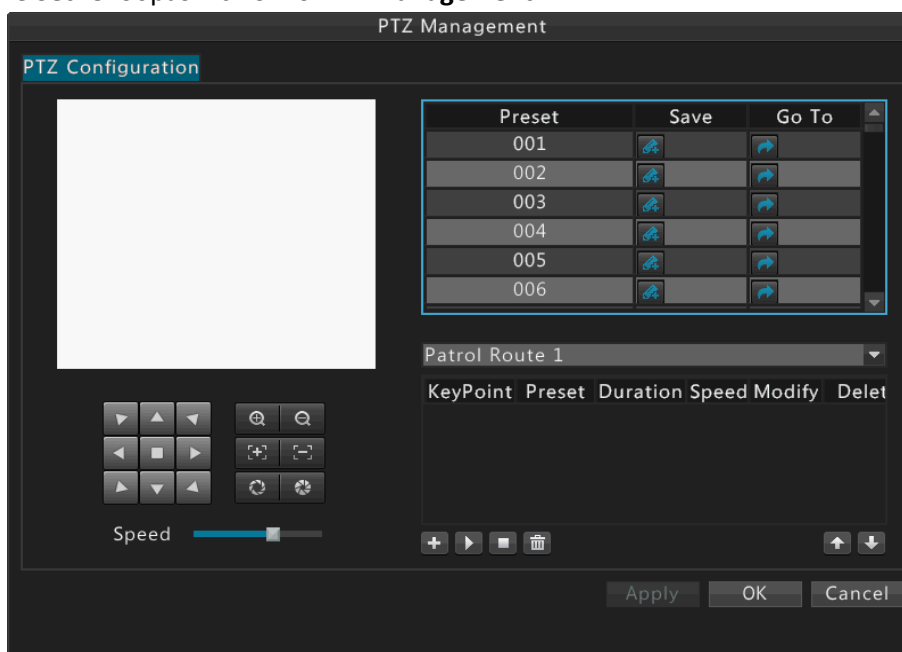 PTZ Management
PTZ Configuration
Preset Save Go To
001
002
003
004
005
006
Patrol Route 1
KeyPoint Preset Duration Speed Modify Delet
Speed
Apply OK Cancel